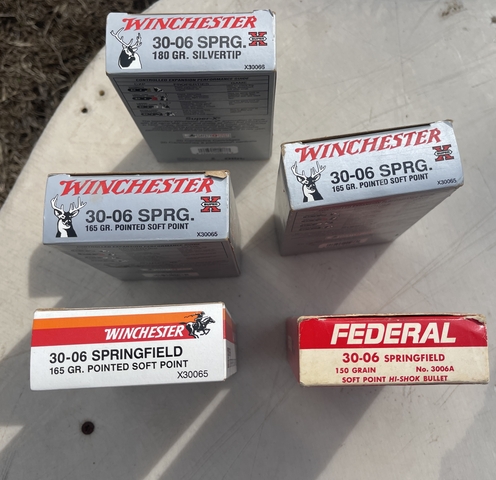 WINCHESTER
30-06 SPRG.
180 GR. SILVERTIP
X30065
WINCHESTER
30-06 SPRG.
165 GR. POINTED SOFT POINT
X30065
WINCHESTER
30-06 SPRG.
165 GR. POINTED SOFT POINT
X30065
WINCHESTER
30-06 SPRINGFIELD
165 GR. POINTED SOFT POINT
X30065
FEDERAL
30-06 SPRINGFIELD
150 GRAIN No. 3006A
SOFT POINT HI-SHOK BULLET